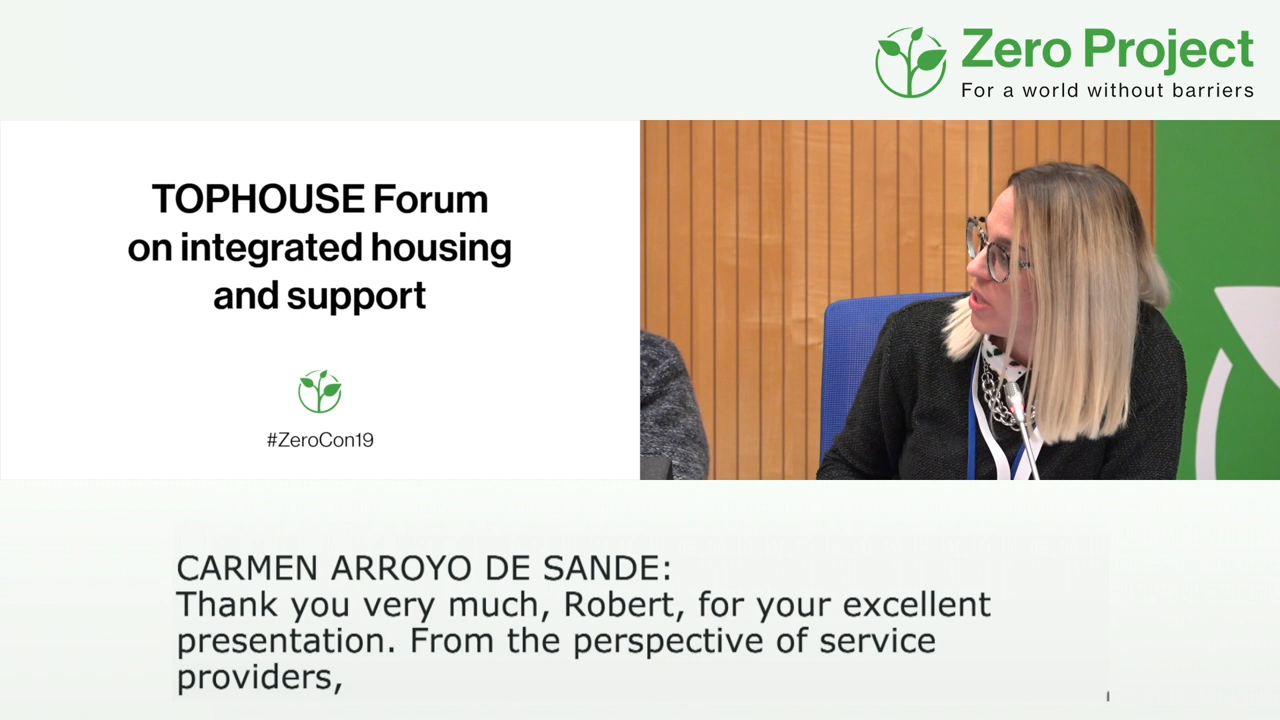 Zero Project
For a world without barriers
TOPHOUSE Forum
on integrated housing
and support
#ZeroCon19
CARMEN ARROYO DE SANDE:
Thank you very much, Robert, for your excellent
presentation. From the perspective of service
providers,